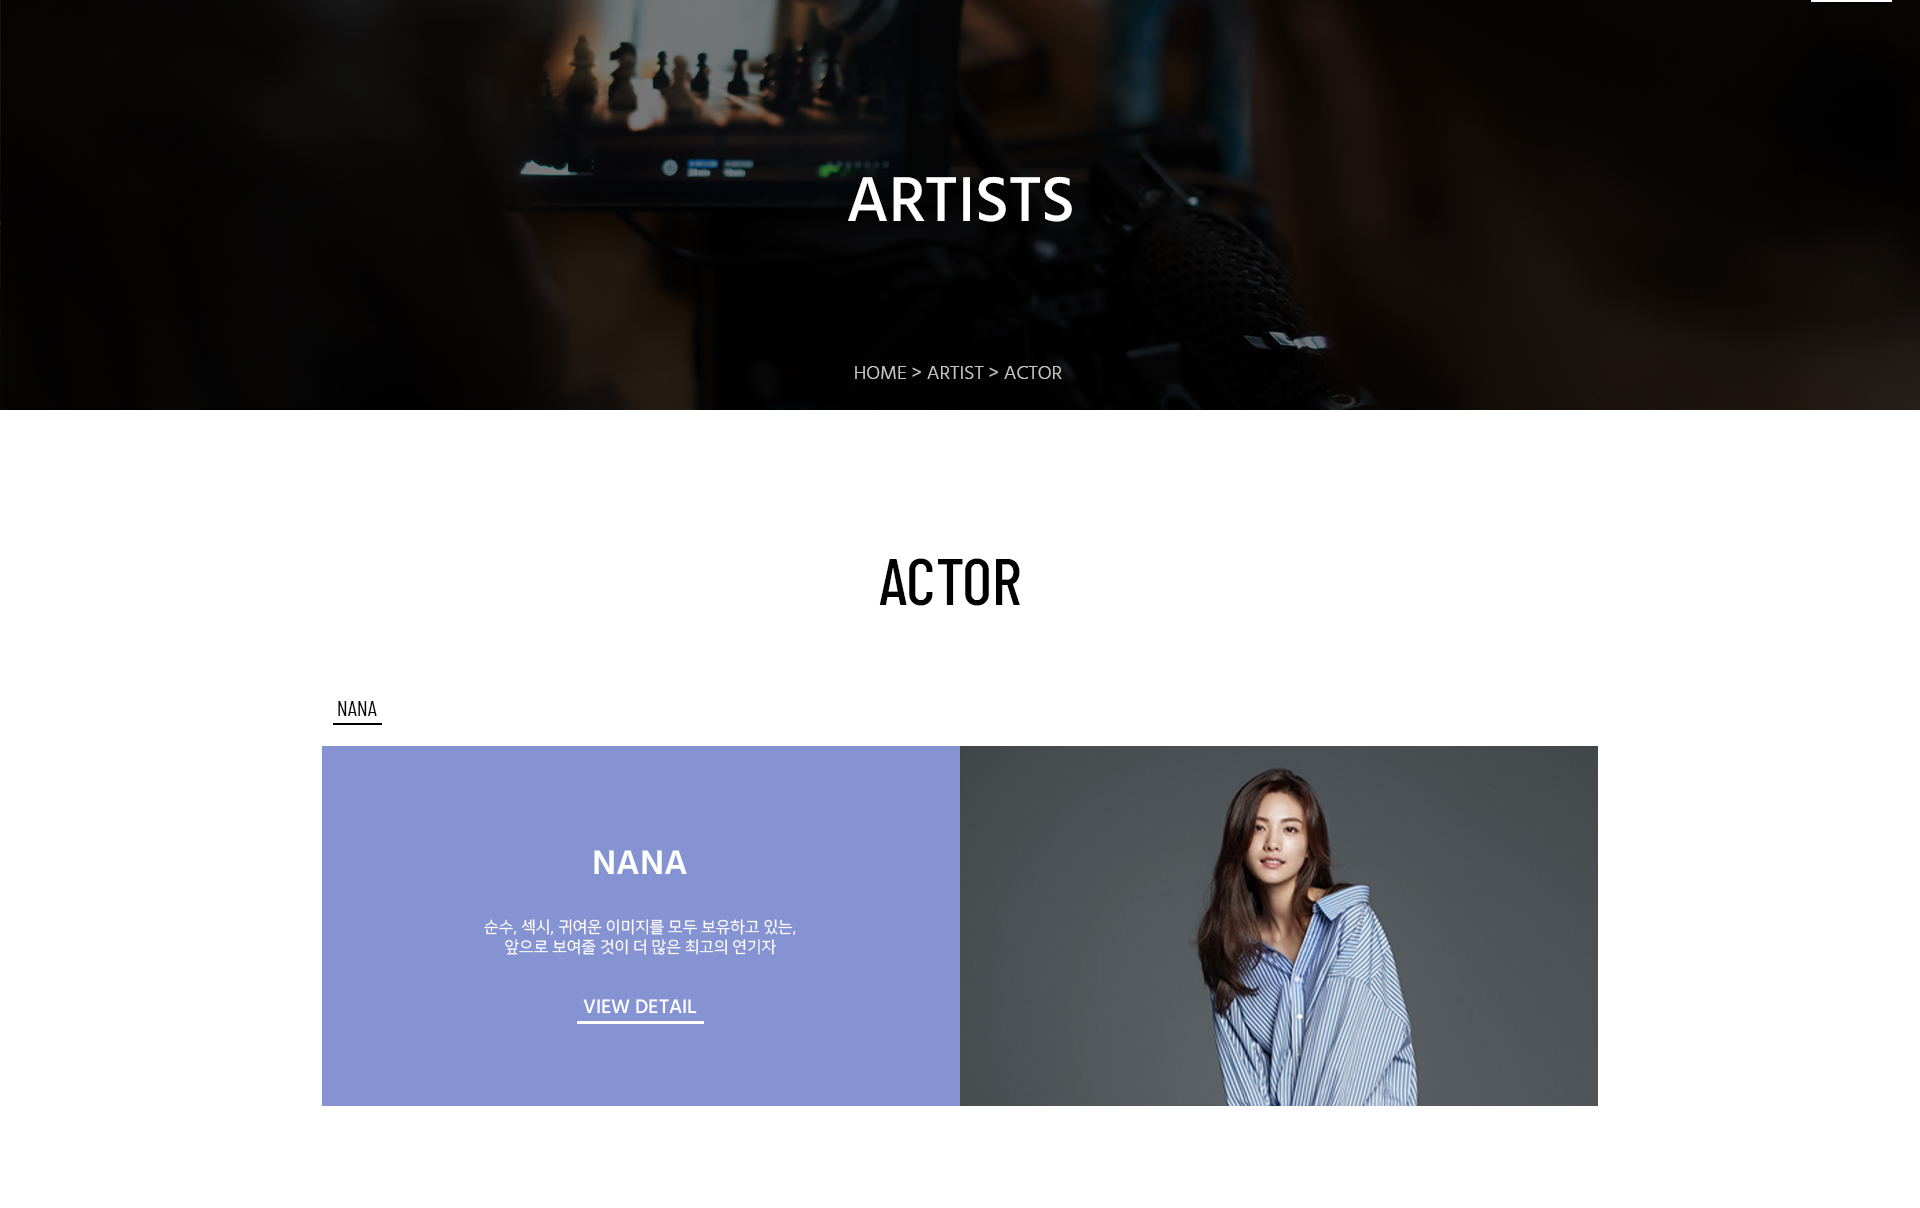 ARTISTS
HOME > ARTIST > ACTOR
ACTOR
NANA
NANA
순수, 섹시, 귀여운 이미지를 모두 보유하고 있는,
앞으로 보여줄 것이 더 많은 최고의 연기자
VIEW DETAIL